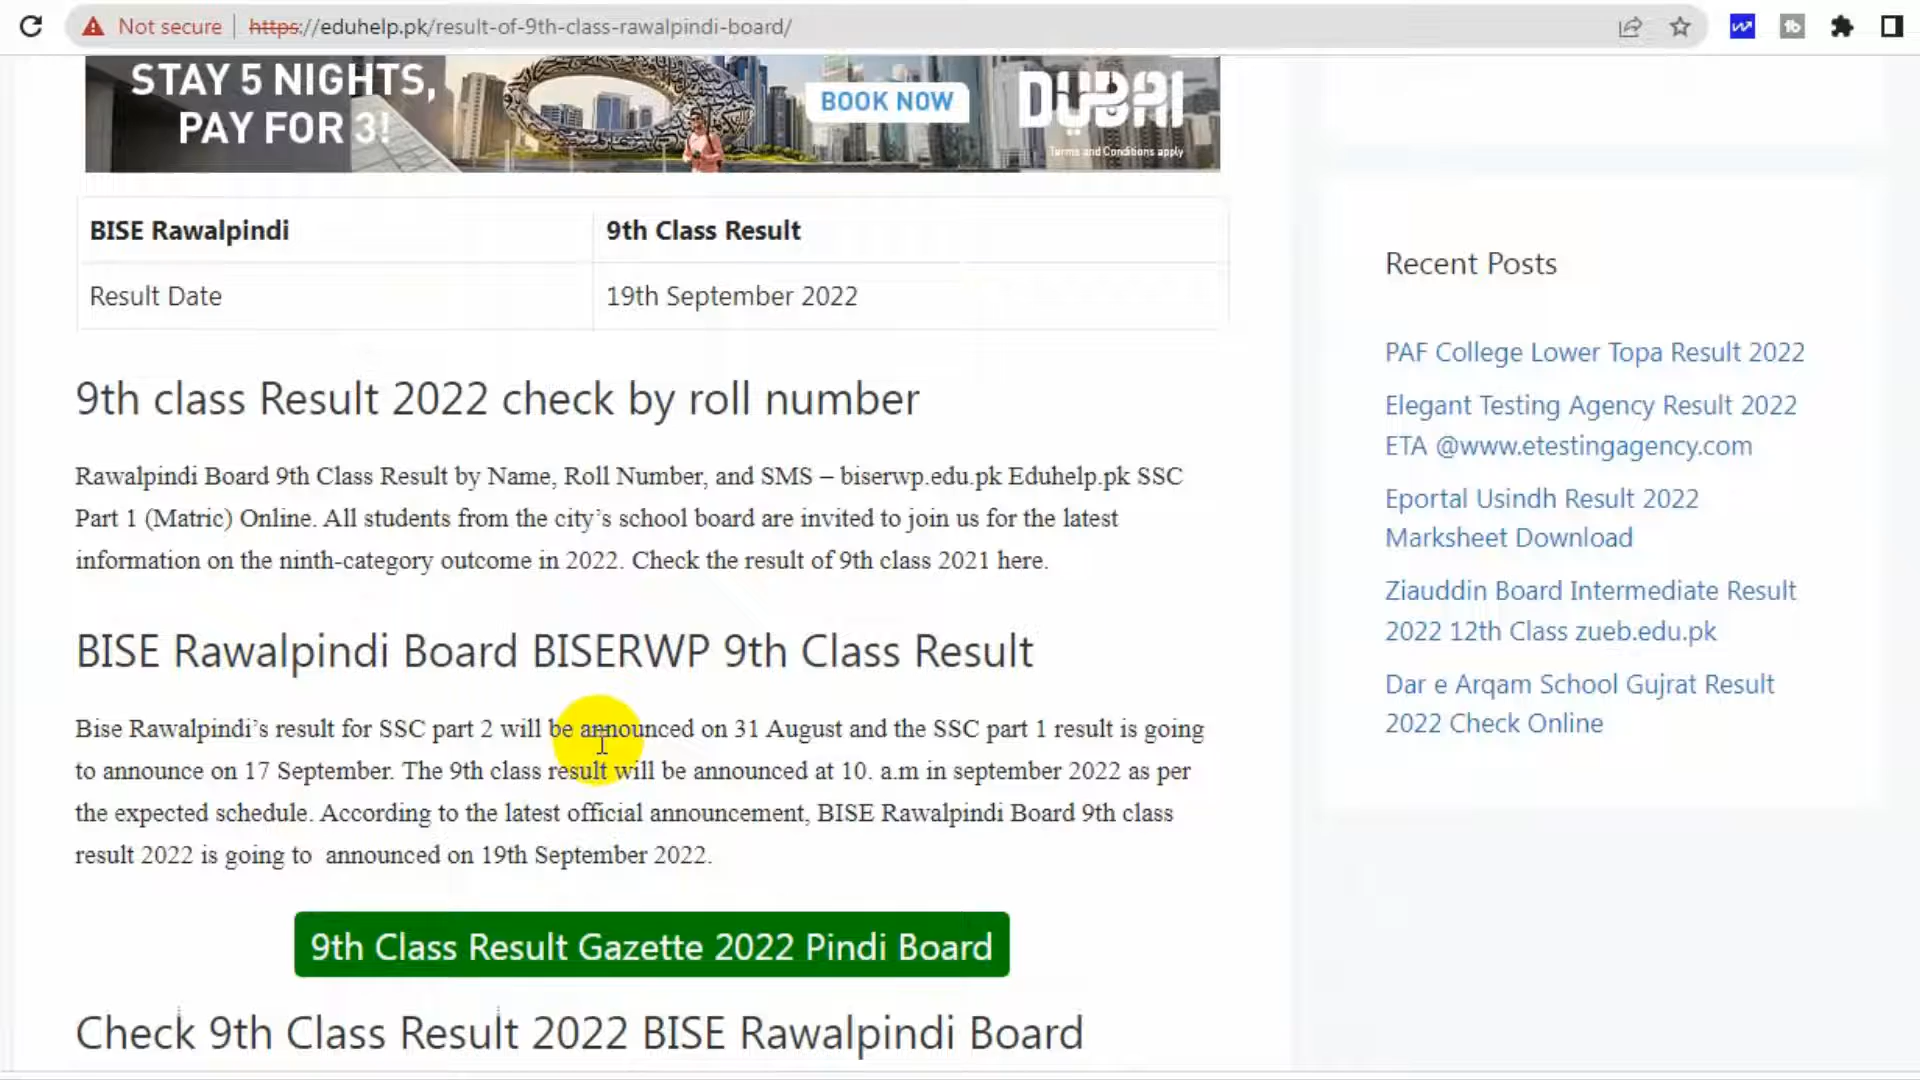 Not secure | https://eduhelp.pk/result-of-9th-class-rawalpindi-board/
STAY 5 NIGHTS,
PAY FOR 3!
BOOK NOW
DUBAI
Terms and Conditions apply
BISE Rawalpindi 9th Class Result
Result Date 19th September 2022
9th class Result 2022 check by roll number
Rawalpindi Board 9th Class Result by Name, Roll Number, and SMS – biserwp.edu.pk Eduhelp.pk SSC
Part 1 (Matric) Online. All students from the city’s school board are invited to join us for the latest
information on the ninth-category outcome in 2022. Check the result of 9th class 2021 here.
BISE Rawalpindi Board BISERWP 9th Class Result
Bise Rawalpindi’s result for SSC part 2 will be announced on 31 August and the SSC part 1 result is going
to announce on 17 September. The 9th class result will be announced at 10. a.m in september 2022 as per
the expected schedule. According to the latest official announcement, BISE Rawalpindi Board 9th class
result 2022 is going to  announced on 19th September 2022.
9th Class Result Gazette 2022 Pindi Board
Check 9th Class Result 2022 BISE Rawalpindi Board
Recent Posts
PAF College Lower Topa Result 2022
Elegant Testing Agency Result 2022
ETA @www.etestingagency.com
Eportal Usindh Result 2022
Marksheet Download
Ziauddin Board Intermediate Result
2022 12th Class zueb.edu.pk
Dar e Arqam School Gujrat Result
2022 Check Online